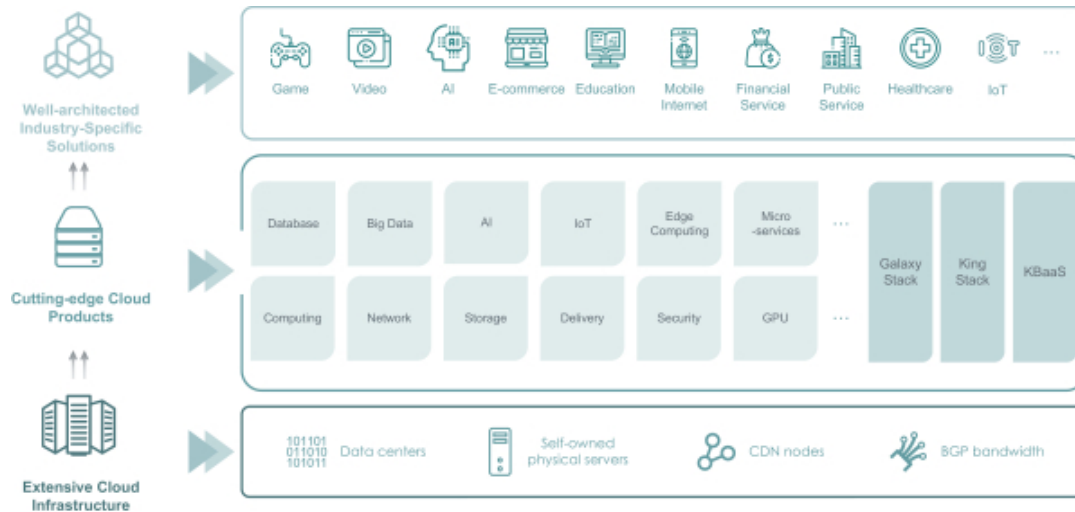 Well-architected
Industry-Specific
Solutions
Game
Video
AI
AI
E-commerce
Education
Mobile
Internet
Financial
Service
Public
Service
Healthcare
I T
IoT
...
Cutting-edge Cloud
Products
Database
Big Data
AI
IoT
Edge
Computing
Micro
-services
...
Computing
Network
Storage
Delivery
Security
GPU
...
Galaxy
Stack
King
Stack
KBaaS
Extensive Cloud
Infrastructure
101101
011010
101011
Data centers
Self-owned
physical servers
CDN nodes
BGP bandwidth